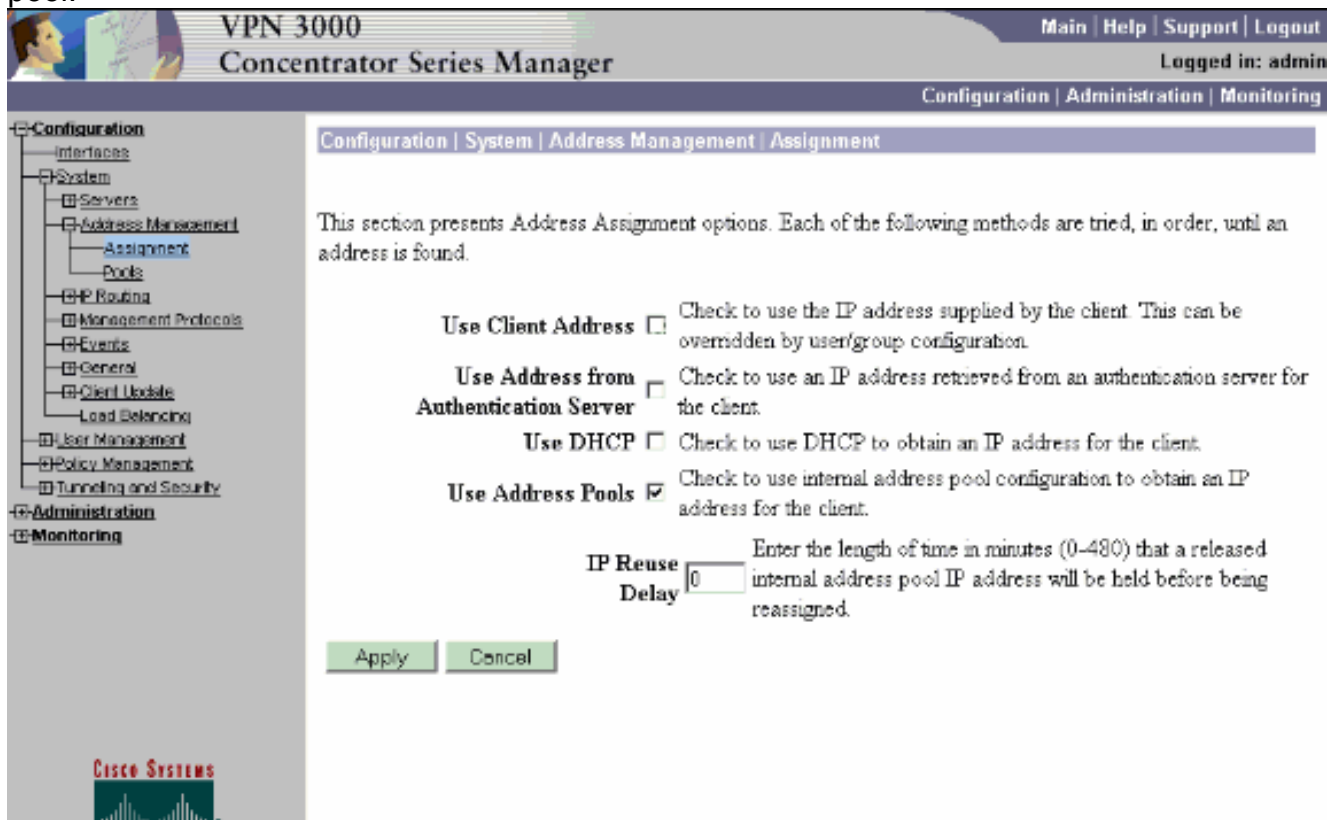 pool.
VPN 3000
Concentrator Series Manager
Main | Help | Support | Logout
Logged in: admin
Configuration | Administration | Monitoring
Configuration
Interfaces
System
Servers
Address Management
Assignment
Pools
IP Routing
Management Protocols
Events
General
Client Update
Load Balancing
User Management
Policy Management
Tunneling and Security
Administration
Monitoring
Configuration | System | Address Management | Assignment
This section presents Address Assignment options. Each of the following methods are tried, in order, until an
address is found.
Use Client Address
Check to use the IP address supplied by the client. This can be
overridden by user/group configuration.
Use Address from
Authentication Server
Check to use an IP address retrieved from an authentication server for
the client.
Use DHCP Check to use DHCP to obtain an IP address for the client.
Use Address Pools
Check to use internal address pool configuration to obtain an IP
address for the client.
IP Reuse
Delay
0
Enter the length of time in minutes (0-480) that a released
internal address pool IP address will be held before being
reassigned.
Apply Cancel
CISCO SYSTEMS